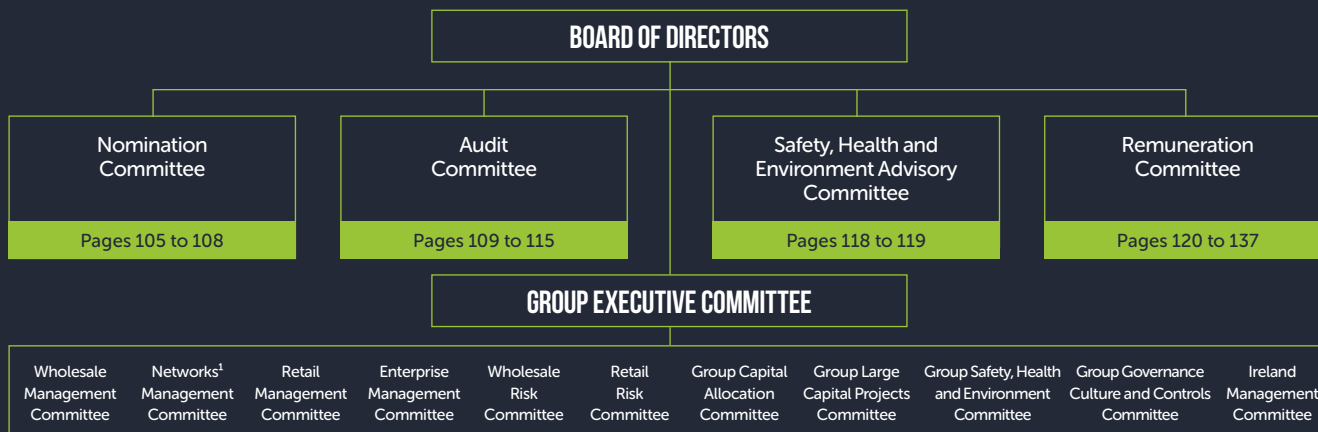 BOARD OF DIRECTORS
Nomination
Committee
Pages 105 to 108
Audit
Committee
Pages 109 to 115
Safety, Health and
Environment Advisory
Committee
Pages 118 to 119
Remuneration
Committee
Pages 120 to 137
GROUP EXECUTIVE COMMITTEE
Wholesale
Management
Committee
Networks¹
Management
Committee
Retail
Management
Committee
Enterprise
Management
Committee
Wholesale
Risk
Committee
Retail
Risk
Committee
Group Capital
Allocation
Committee
Group Large
Capital Projects
Committee
Group Safety, Health
and Environment
Committee
Group Governance
Culture and Controls
Committee
Ireland
Management
Committee